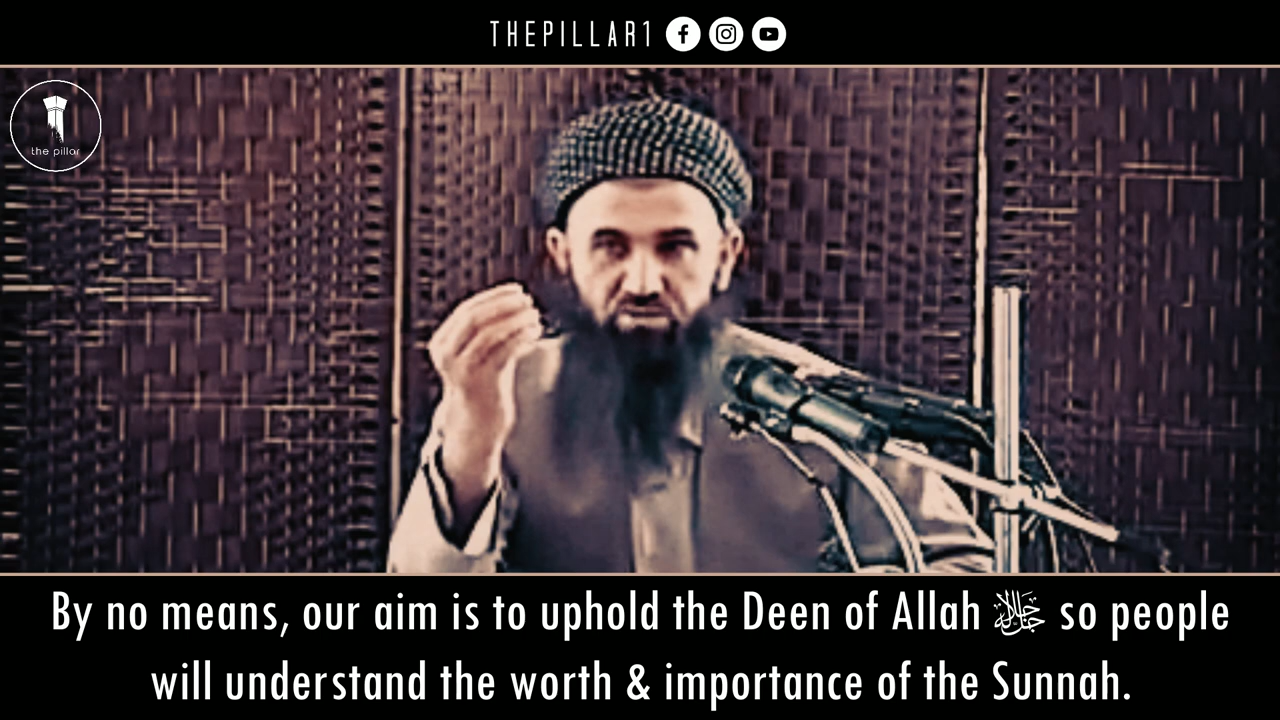 THEPILLAR1
the pillar
By no means, our aim is to uphold the Deen of Allah ﷻ so people
will understand the worth & importance of the Sunnah.